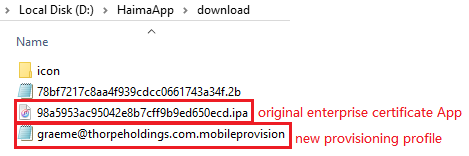 Local Disk (D:) > HaimaApp > download
Name
icon
78bf7217c8aa4f939cdcc0661743a34f.2b
98a5953ac95042e8b7cff9b9ed650ecd.ipa original enterprise certificate App
graeme@thorpeholdings.com.mobileprovision new provisioning profile